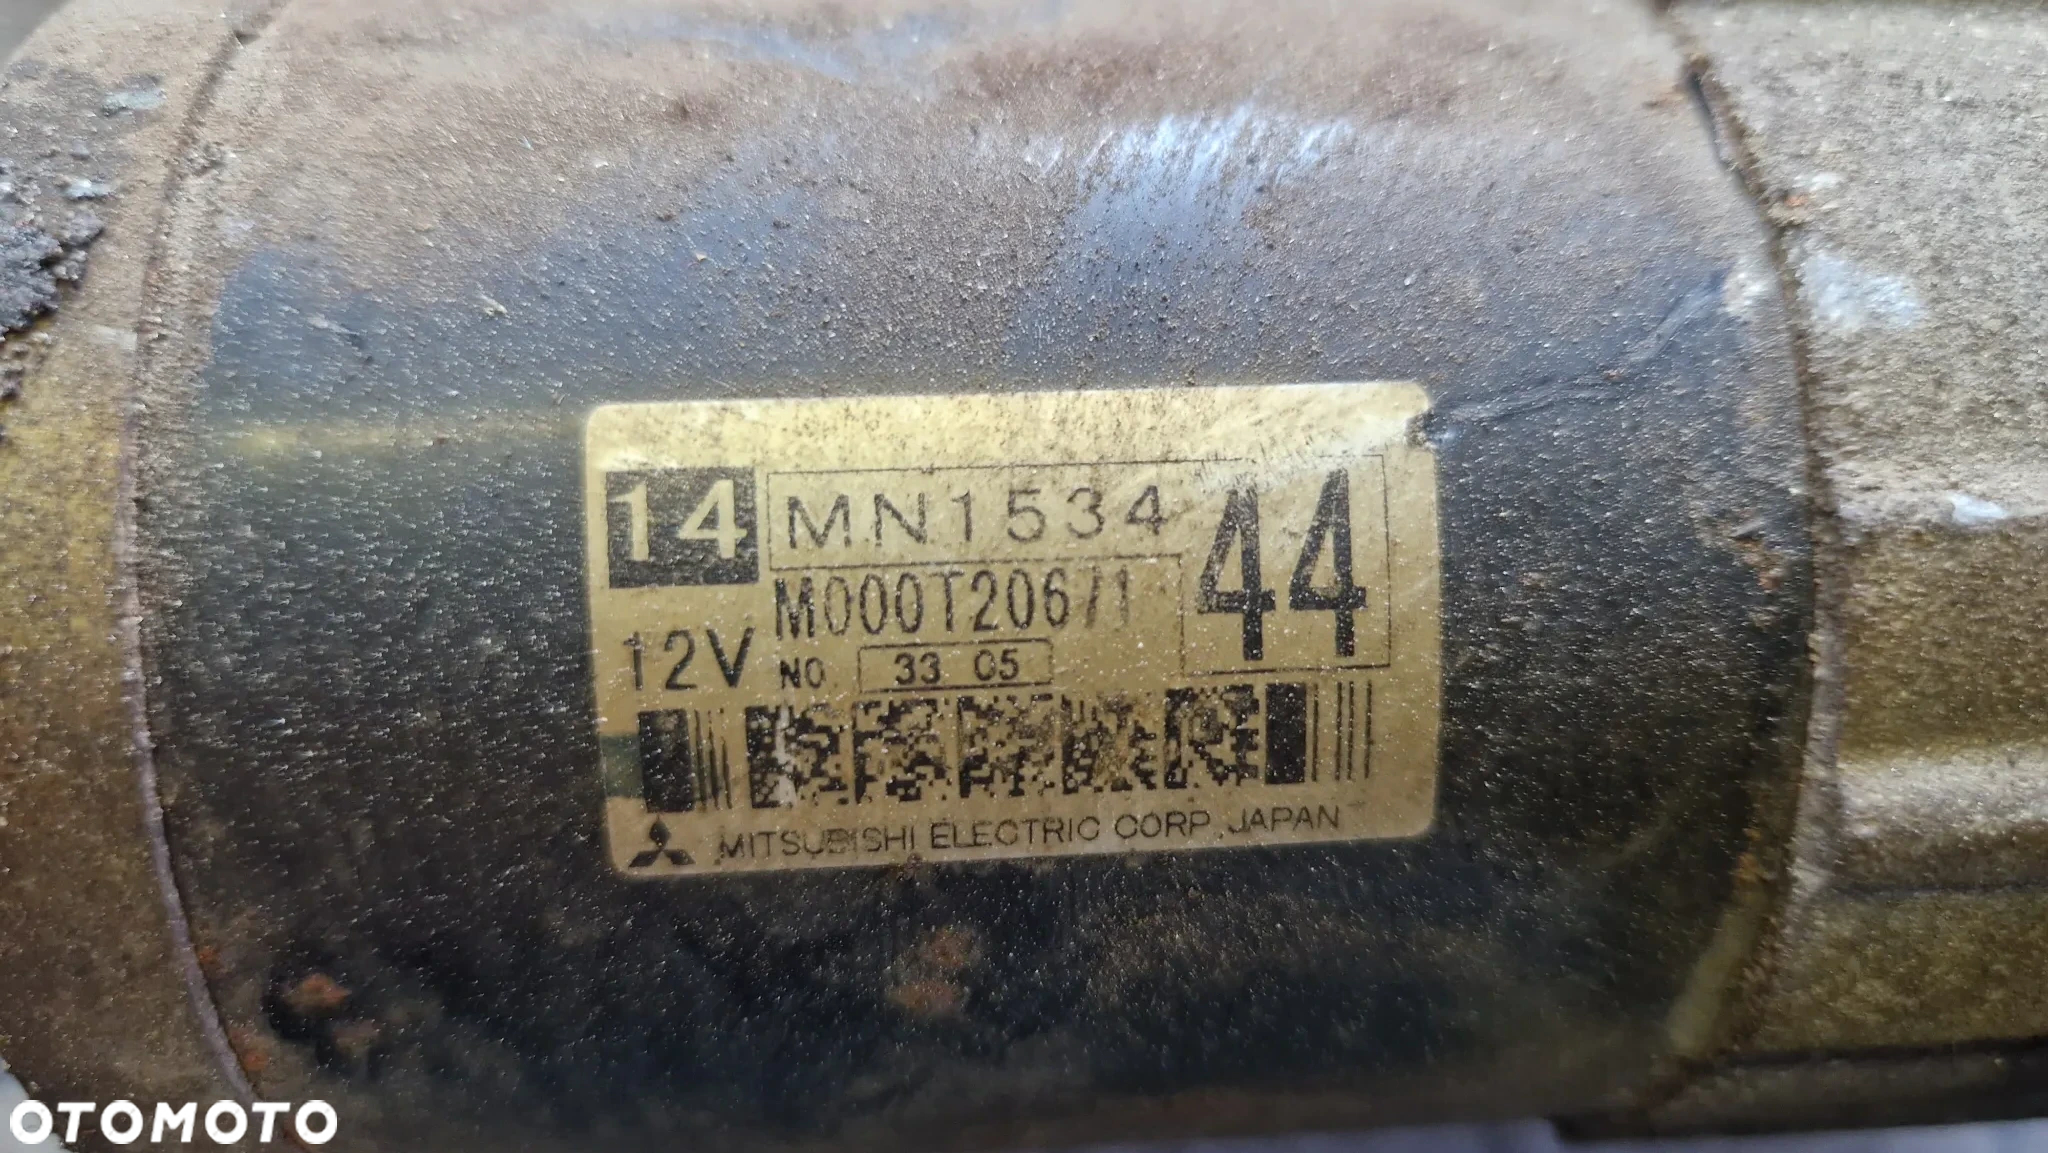 14 MN1534 44
M000T20671
12V NO 33 05
MITSUBISHI ELECTRIC CORP. JAPAN
OTOMOTO